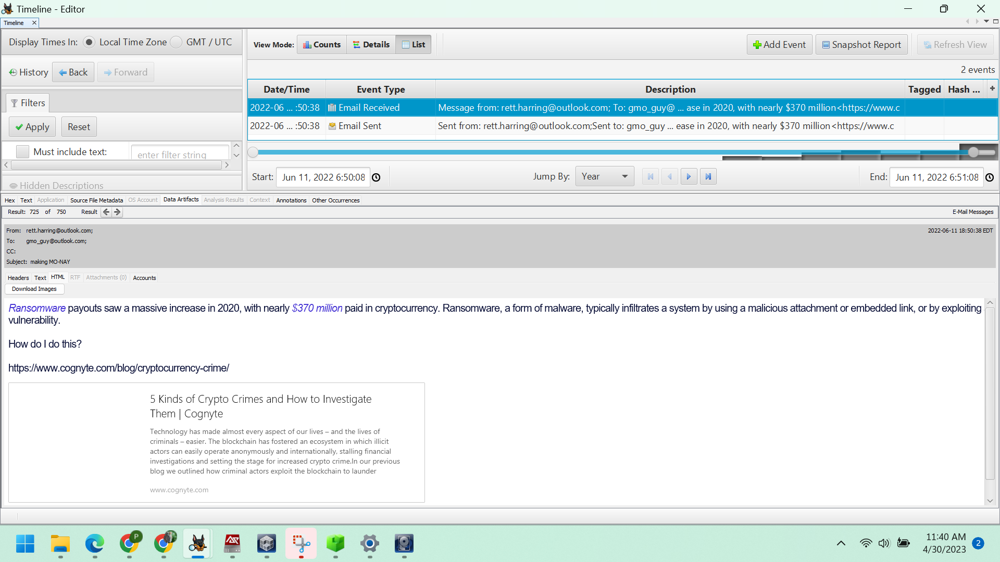 Timeline - Editor
Timeline
Display Times In: Local Time Zone GMT / UTC
View Mode: Counts Details List
Add Event Snapshot Report Refresh View
History Back Forward
2 events
Date/Time Event Type Description Tagged Hash ... +
Filters
2022-06 ... :50:38 Email Received Message from: rett.harring@outlook.com; To: gmo_guy@ ... ase in 2020, with nearly $370 million<https://www.c
Apply Reset
2022-06 ... :50:38 Email Sent Sent from: rett.harring@outlook.com;Sent to: gmo_guy ... ease in 2020, with nearly $370 million<https://www.c
Must include text: enter filter string
Start: Jun 11, 2022 6:50:08 Jump By: Year End: Jun 11, 2022 6:51:08
Hidden Descriptions
Hex Text Application Source File Metadata OS Account Data Artifacts Analysis Results Context Annotations Other Occurrences
Result: 725 of 750 Result E-Mail Messages
From: rett.harring@outlook.com; 2022-06-11 18:50:38 EDT
To: gmo_guy@outlook.com;
CC:
Subject: making MO-NAY
Headers Text HTML RTF Attachments (0) Accounts
Download Images
Ransomware payouts saw a massive increase in 2020, with nearly $370 million paid in cryptocurrency. Ransomware, a form of malware, typically infiltrates a system by using a malicious attachment or embedded link, or by exploiting
vulnerability.
How do I do this?
https://www.cognyte.com/blog/cryptocurrency-crime/
5 Kinds of Crypto Crimes and How to Investigate
Them | Cognyte
Technology has made almost every aspect of our lives – and the lives of
criminals – easier. The blockchain has fostered an ecosystem in which illicit
actors can easily operate anonymously and internationally, stalling financial
investigations and setting the stage for increased crypto crime.In our previous
blog we outlined how criminal actors exploit the blockchain to launder
www.cognyte.com
P
11:40 AM
4/30/2023
2